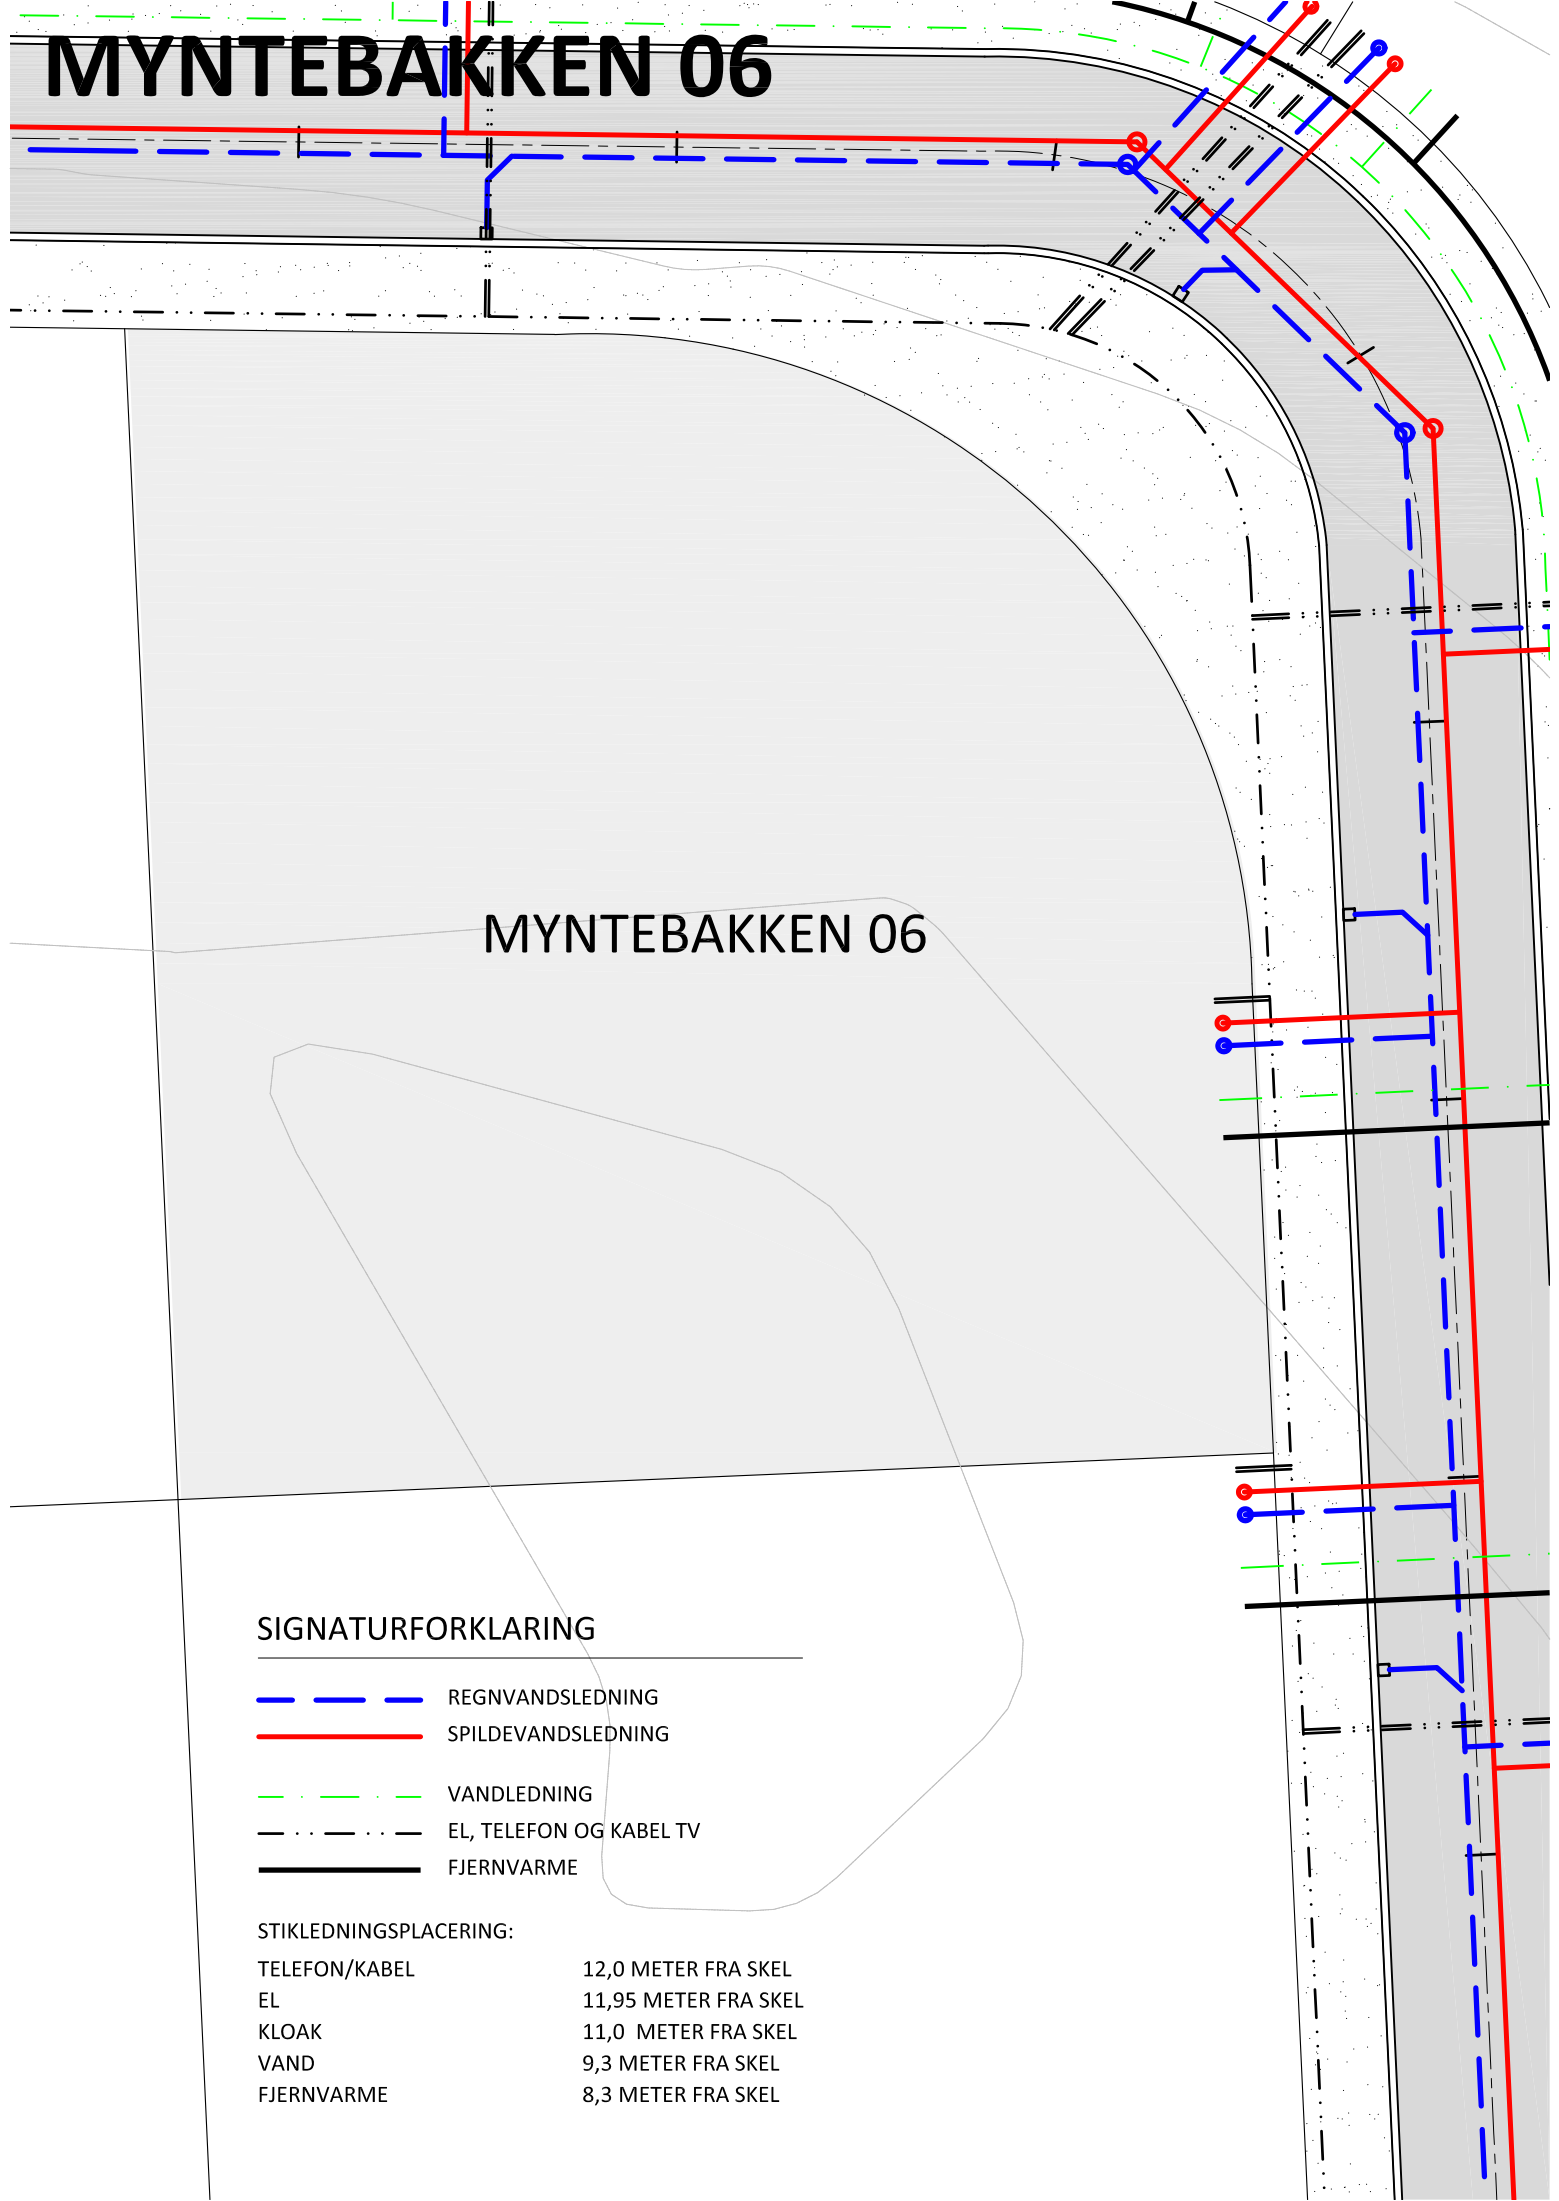 MYNTEBAKKEN 06
MYNTEBAKKEN 06
SIGNATURFORKLARING
REGNVANDSLEDNING
SPILDEVANDSLEDNING
VANDLEDNING
EL, TELEFON OG KABEL TV
FJERNVARME
STIKLEDNINGSPLACERING:
TELEFON/KABEL 12,0 METER FRA SKEL
EL 11,95 METER FRA SKEL
KLOAK 11,0 METER FRA SKEL
VAND 9,3 METER FRA SKEL
FJERNVARME 8,3 METER FRA SKEL